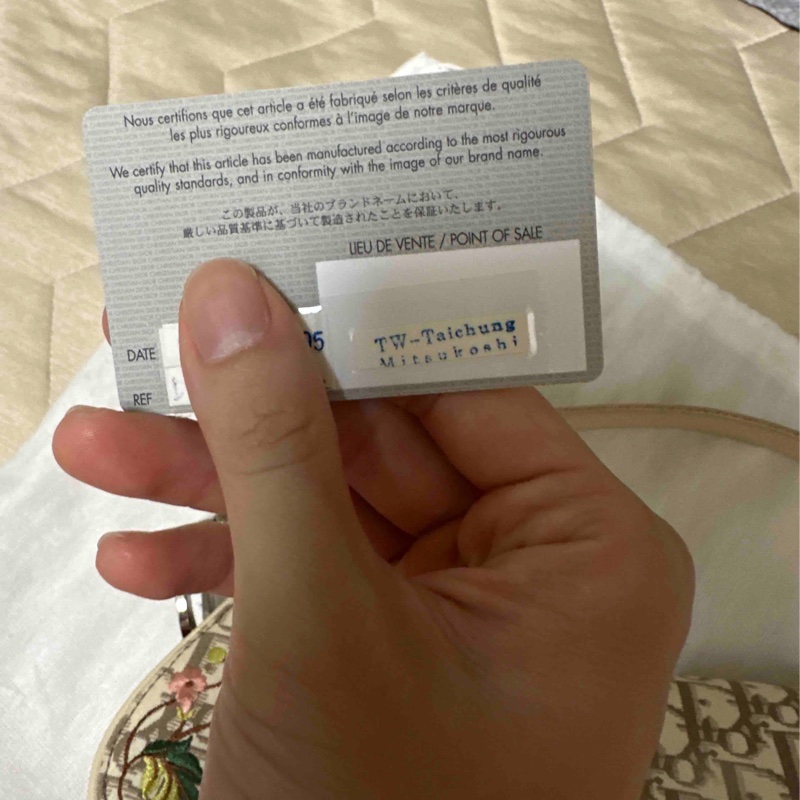 Nous certifions que cet article a été fabriqué selon les critères de qualité
les plus rigoureux conformes à l'image de notre marque.
We certify that this article has been manufactured according to the most rigourous
quality standards, and in conformity with the image of our brand name.
この製品が、当社のブランドネームにおいて、
厳しい品質基準に基づいて製造されたことを保証いたします。
LIEU DE VENTE / POINT OF SALE
DATE 05
TW-Taichung
Mitsukoshi
REF